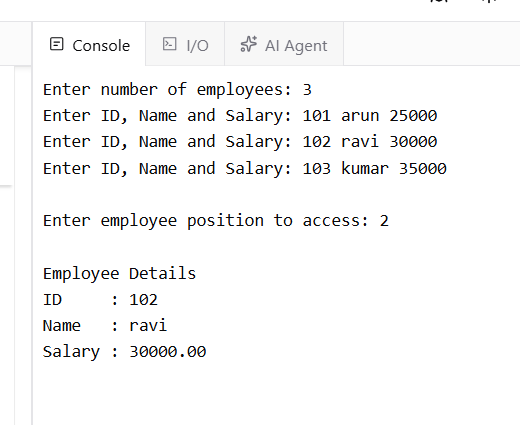 Console I/O AI Agent
Enter number of employees: 3
Enter ID, Name and Salary: 101 arun 25000
Enter ID, Name and Salary: 102 ravi 30000
Enter ID, Name and Salary: 103 kumar 35000
Enter employee position to access: 2
Employee Details
ID     : 102
Name   : ravi
Salary : 30000.00